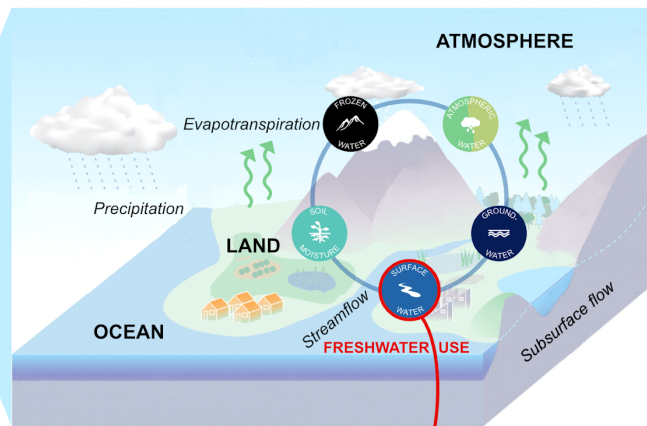 ATMOSPHERE
FROZEN
WATER
ATMOSPHERIC
WATER
Evapotranspiration
Precipitation
SOIL
MOISTURE
GROUND-
WATER
LAND
SURFACE
WATER
OCEAN
Streamflow
FRESHWATER USE
Subsurface flow